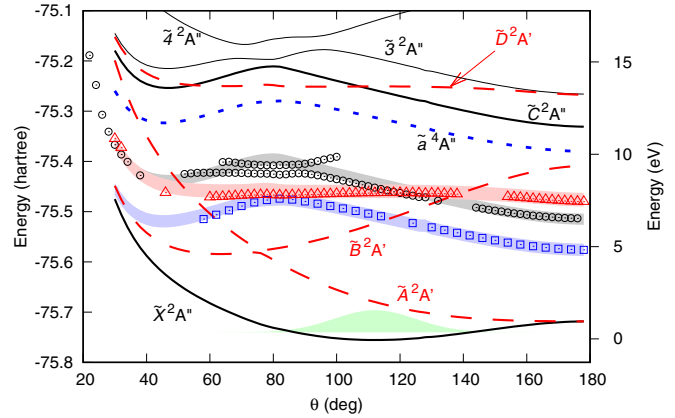 -75.1
-75.2
-75.3
-75.4
-75.5
-75.6
-75.7
-75.8
Energy (hartree)
20 40 60 80 100 120 140 160 180
θ (deg)
15
10
5
0
Energy (eV)
4̃ ²A"
3̃ ²A"
D̃ ²A'
C̃ ²A"
ã ⁴A"
B̃ ²A'
Ã ²A'
X̃ ²A"